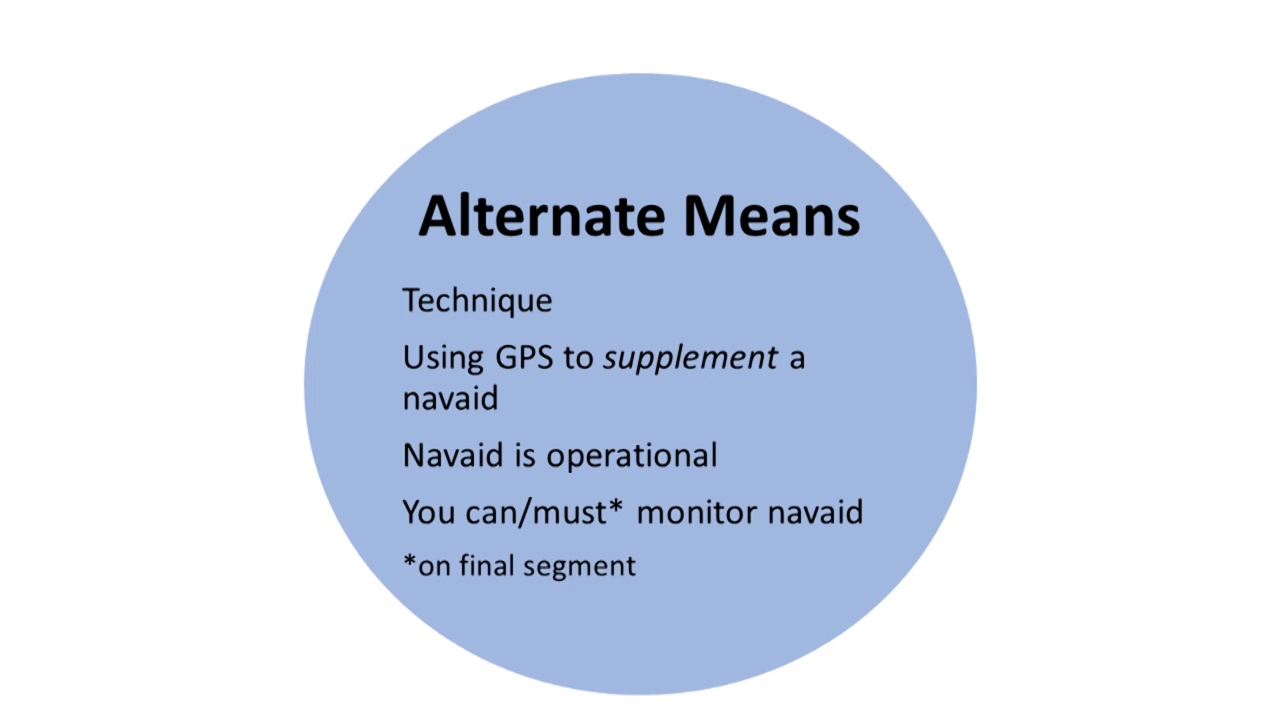 Alternate Means
Technique
Using GPS to supplement a
navaid
Navaid is operational
You can/must* monitor navaid
*on final segment